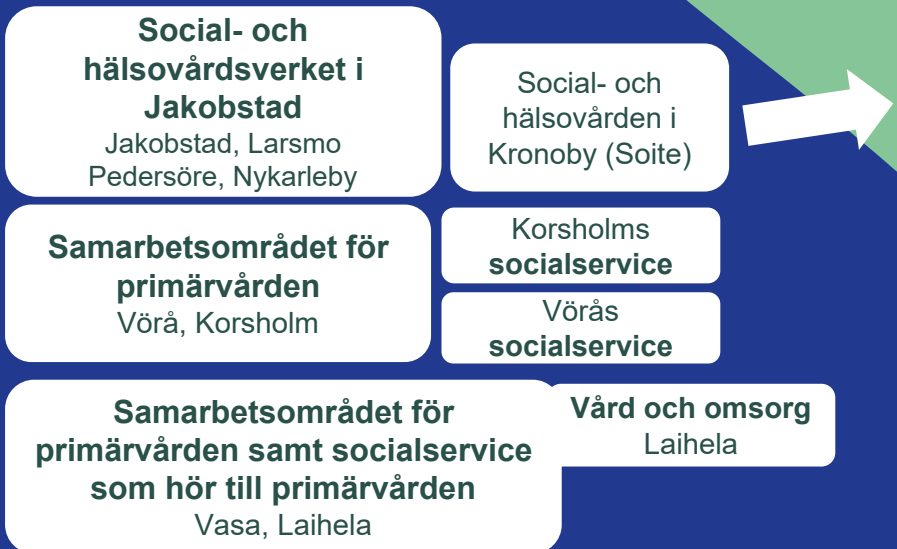 Social- och
hälsovårdsverket i
Jakobstad
Jakobstad, Larsmo
Pedersöre, Nykarleby
Social- och
hälsovården i
Kronoby (Soite)
Samarbetsområdet för
primärvården
Vörå, Korsholm
Korsholms
socialservice
Vörås
socialservice
Samarbetsområdet för
primärvården samt socialservice
som hör till primärvården
Vasa, Laihela
Vård och omsorg
Laihela